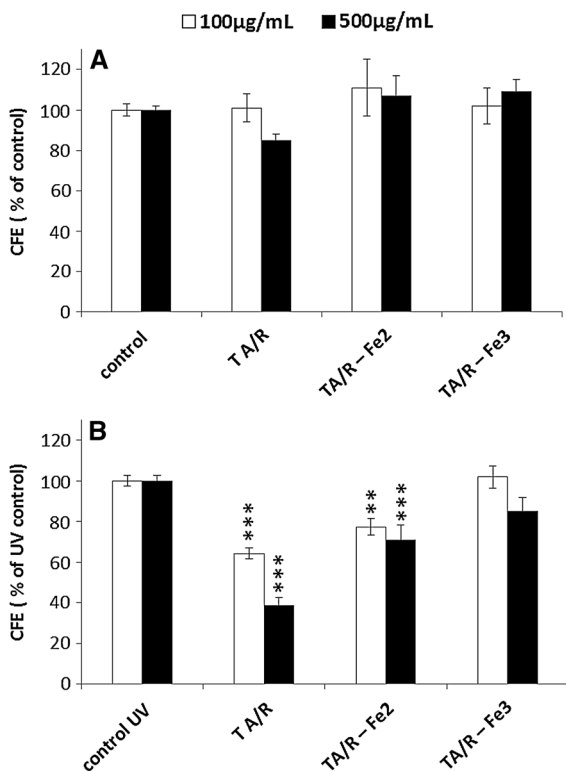 100µg/mL 500µg/mL
A
120
100
80
60
40
20
0
CFE ( % of control)
control
T A/R
TA/R – Fe2
TA/R – Fe3
B
120
100
80
60
40
20
0
CFE ( % of UV control)
***
***
**
***
control UV
T A/R
TA/R – Fe2
TA/R – Fe3